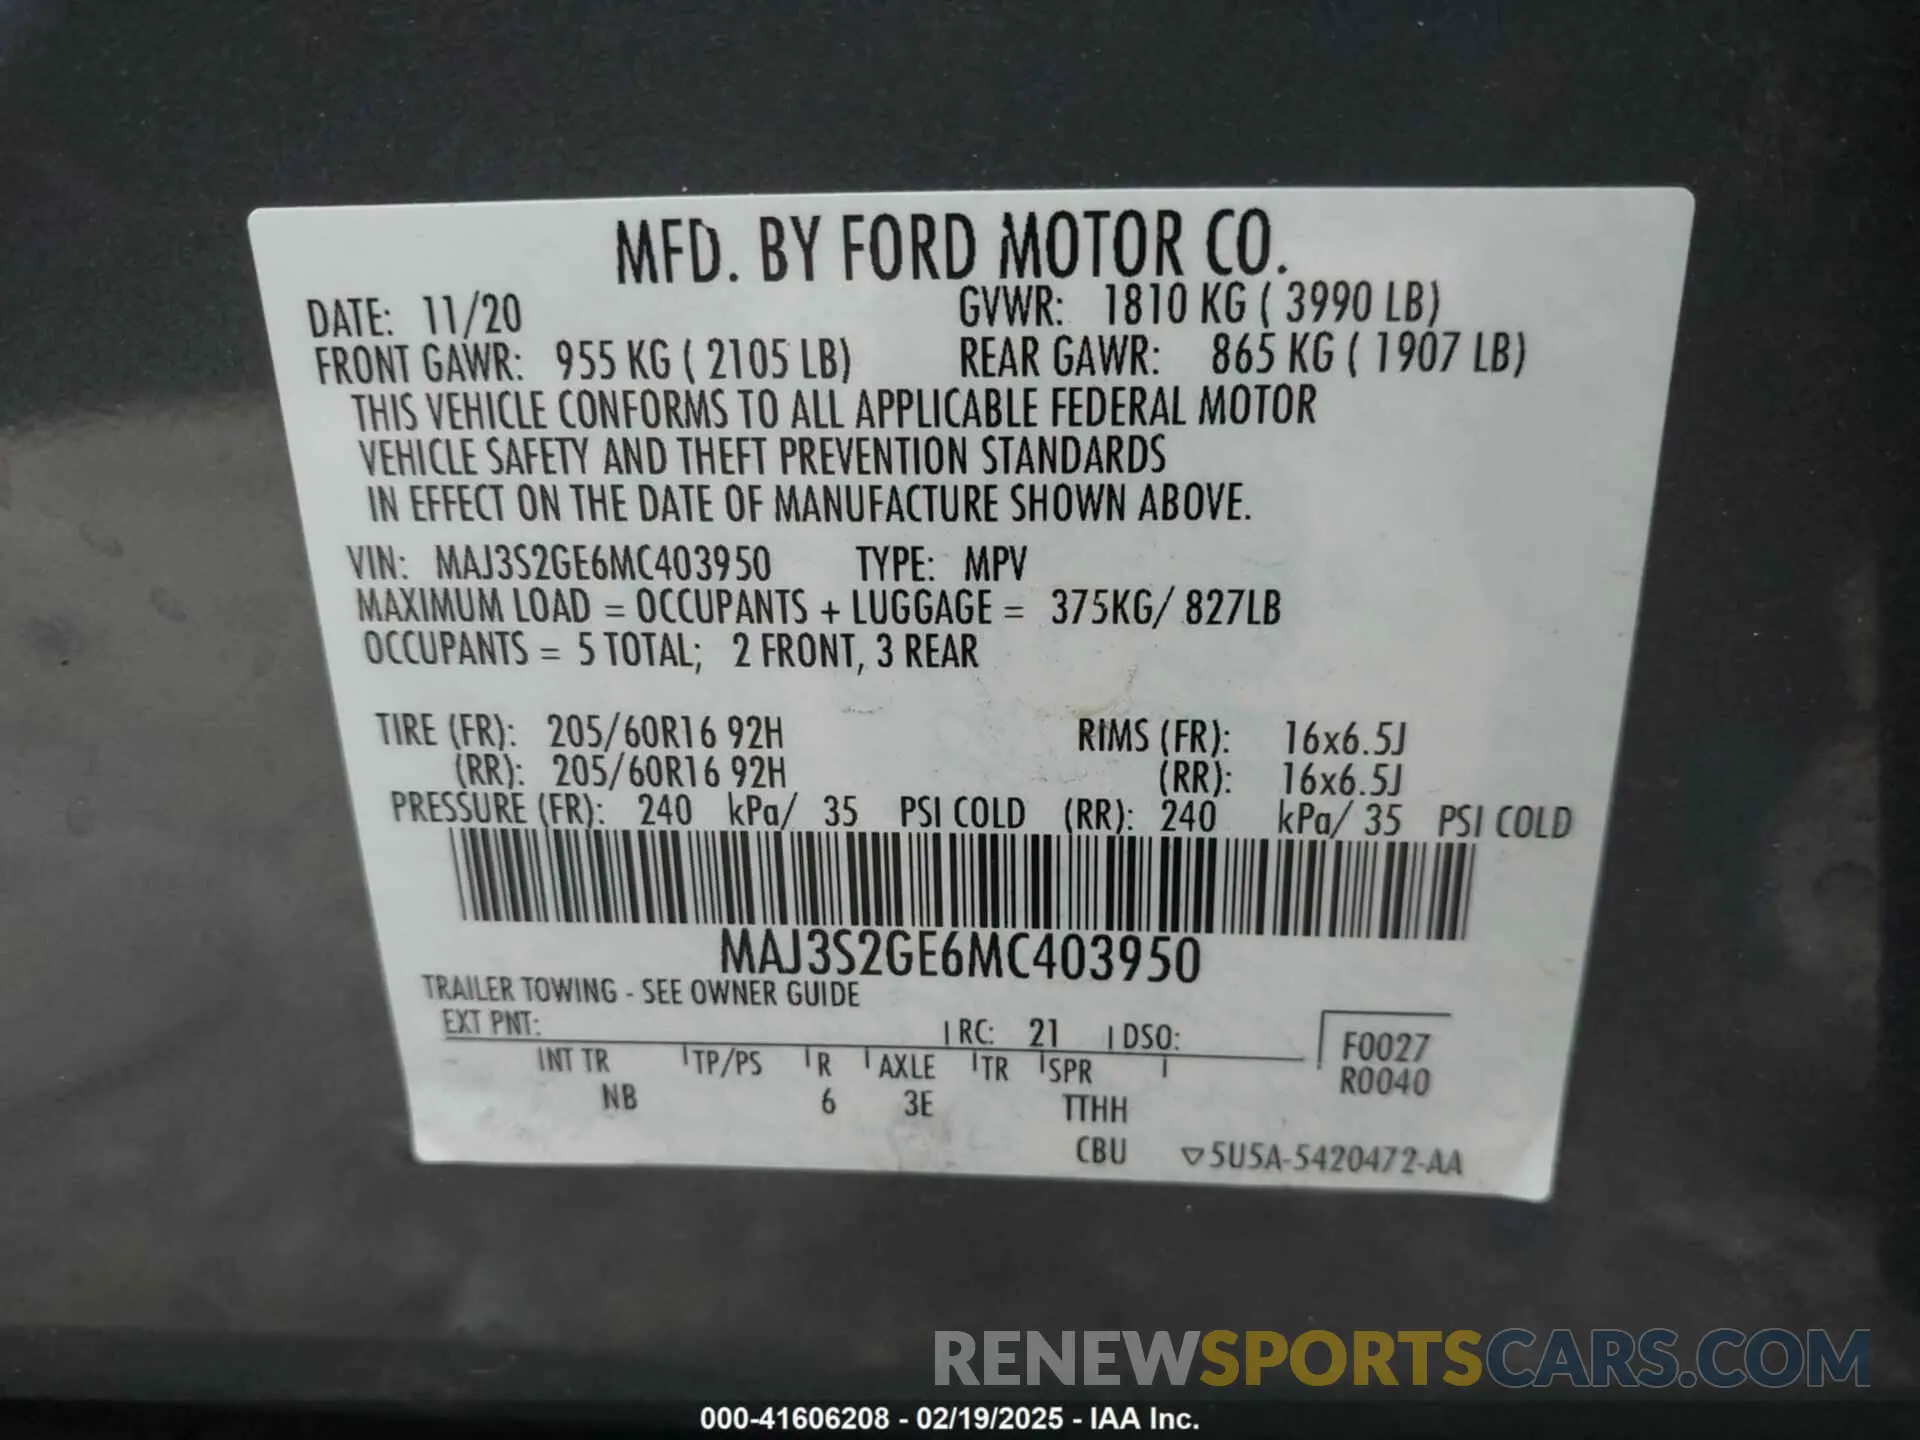 MFD. BY FORD MOTOR CO.
DATE: 11/20 GVWR: 1810 KG ( 3990 LB)
FRONT GAWR: 955 KG ( 2105 LB) REAR GAWR: 865 KG ( 1907 LB)
THIS VEHICLE CONFORMS TO ALL APPLICABLE FEDERAL MOTOR
VEHICLE SAFETY AND THEFT PREVENTION STANDARDS
IN EFFECT ON THE DATE OF MANUFACTURE SHOWN ABOVE.
VIN: MAJ3S2GE6MC403950 TYPE: MPV
MAXIMUM LOAD = OCCUPANTS + LUGGAGE = 375KG/ 827LB
OCCUPANTS = 5 TOTAL; 2 FRONT, 3 REAR
TIRE (FR): 205/60R16 92H RIMS (FR): 16x6.5J
(RR): 205/60R16 92H (RR): 16x6.5J
PRESSURE (FR): 240 kPa/ 35 PSI COLD (RR): 240 kPa/ 35 PSI COLD
MAJ3S2GE6MC403950
TRAILER TOWING - SEE OWNER GUIDE
EXT PNT: RC: 21 DSO: F0027
INT TR TP/PS R AXLE TR SPR R0040
NB 6 3E TTHH
CBU ▽5U5A-5420472-AA
RENEWSPORTSCARS.COM
000-41606208 - 02/19/2025 - IAA Inc.